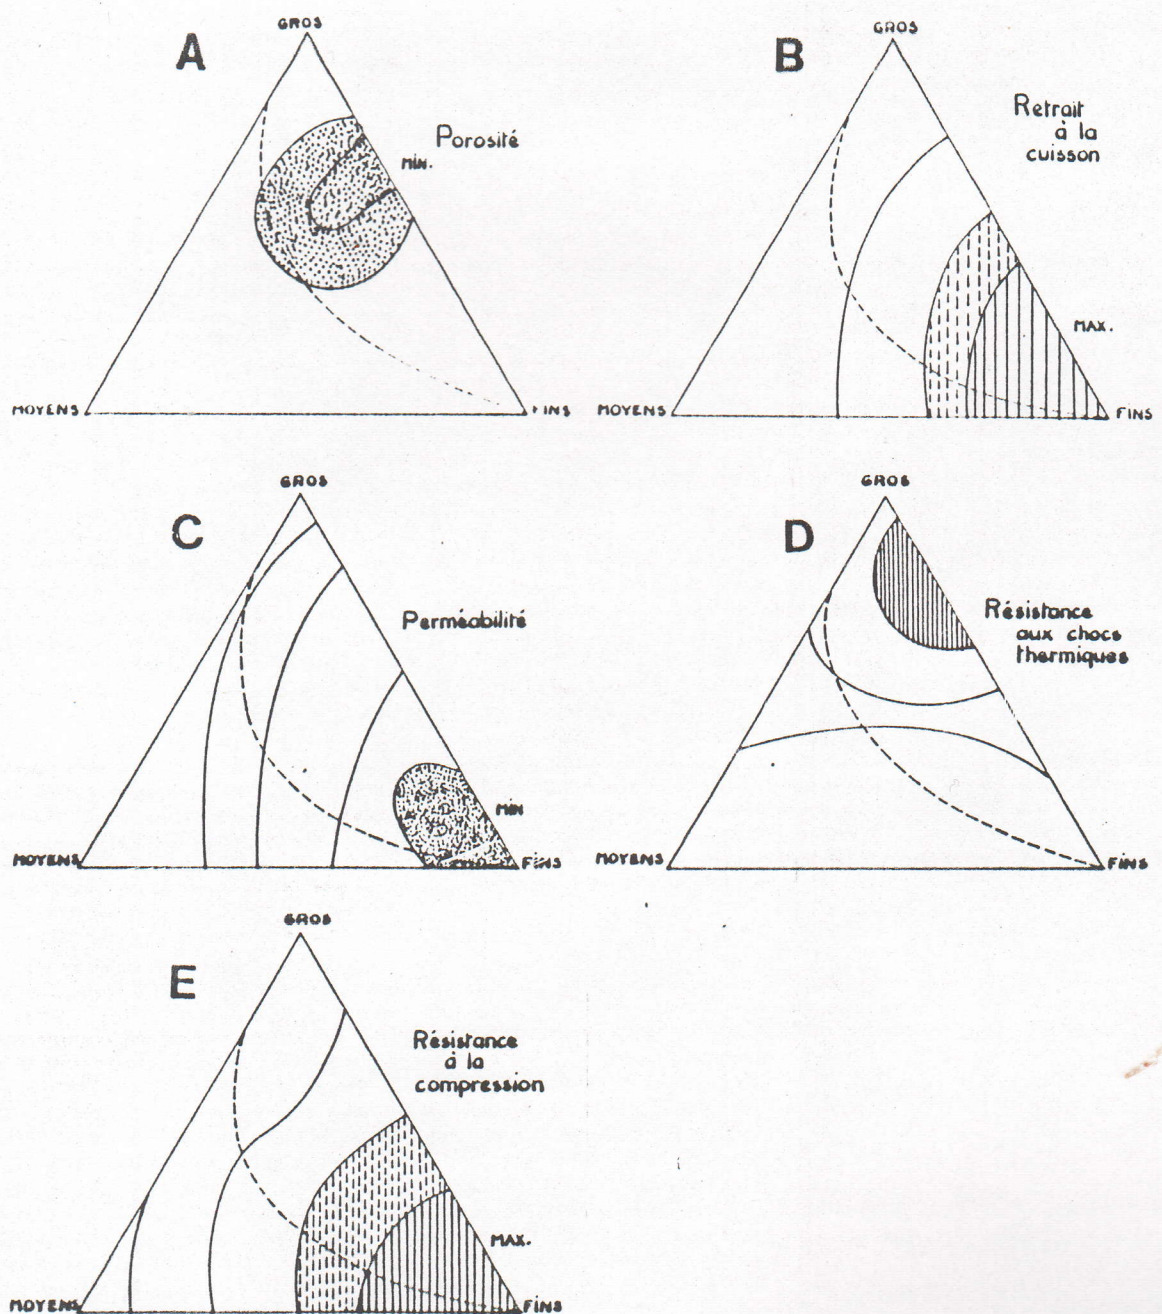 GROS
A
Porosité
MIN.
MOYENS
FINS
GROS
B
Retrait
à la
cuisson
MAX.
MOYENS
FINS
GROS
C
Perméabilité
MIN
MOYENS
FINS
GROS
D
Résistance
aux chocs
thermiques
MOYENS
FINS
GROS
E
Résistance
à la
compression
MAX.
MOYENS
FINS